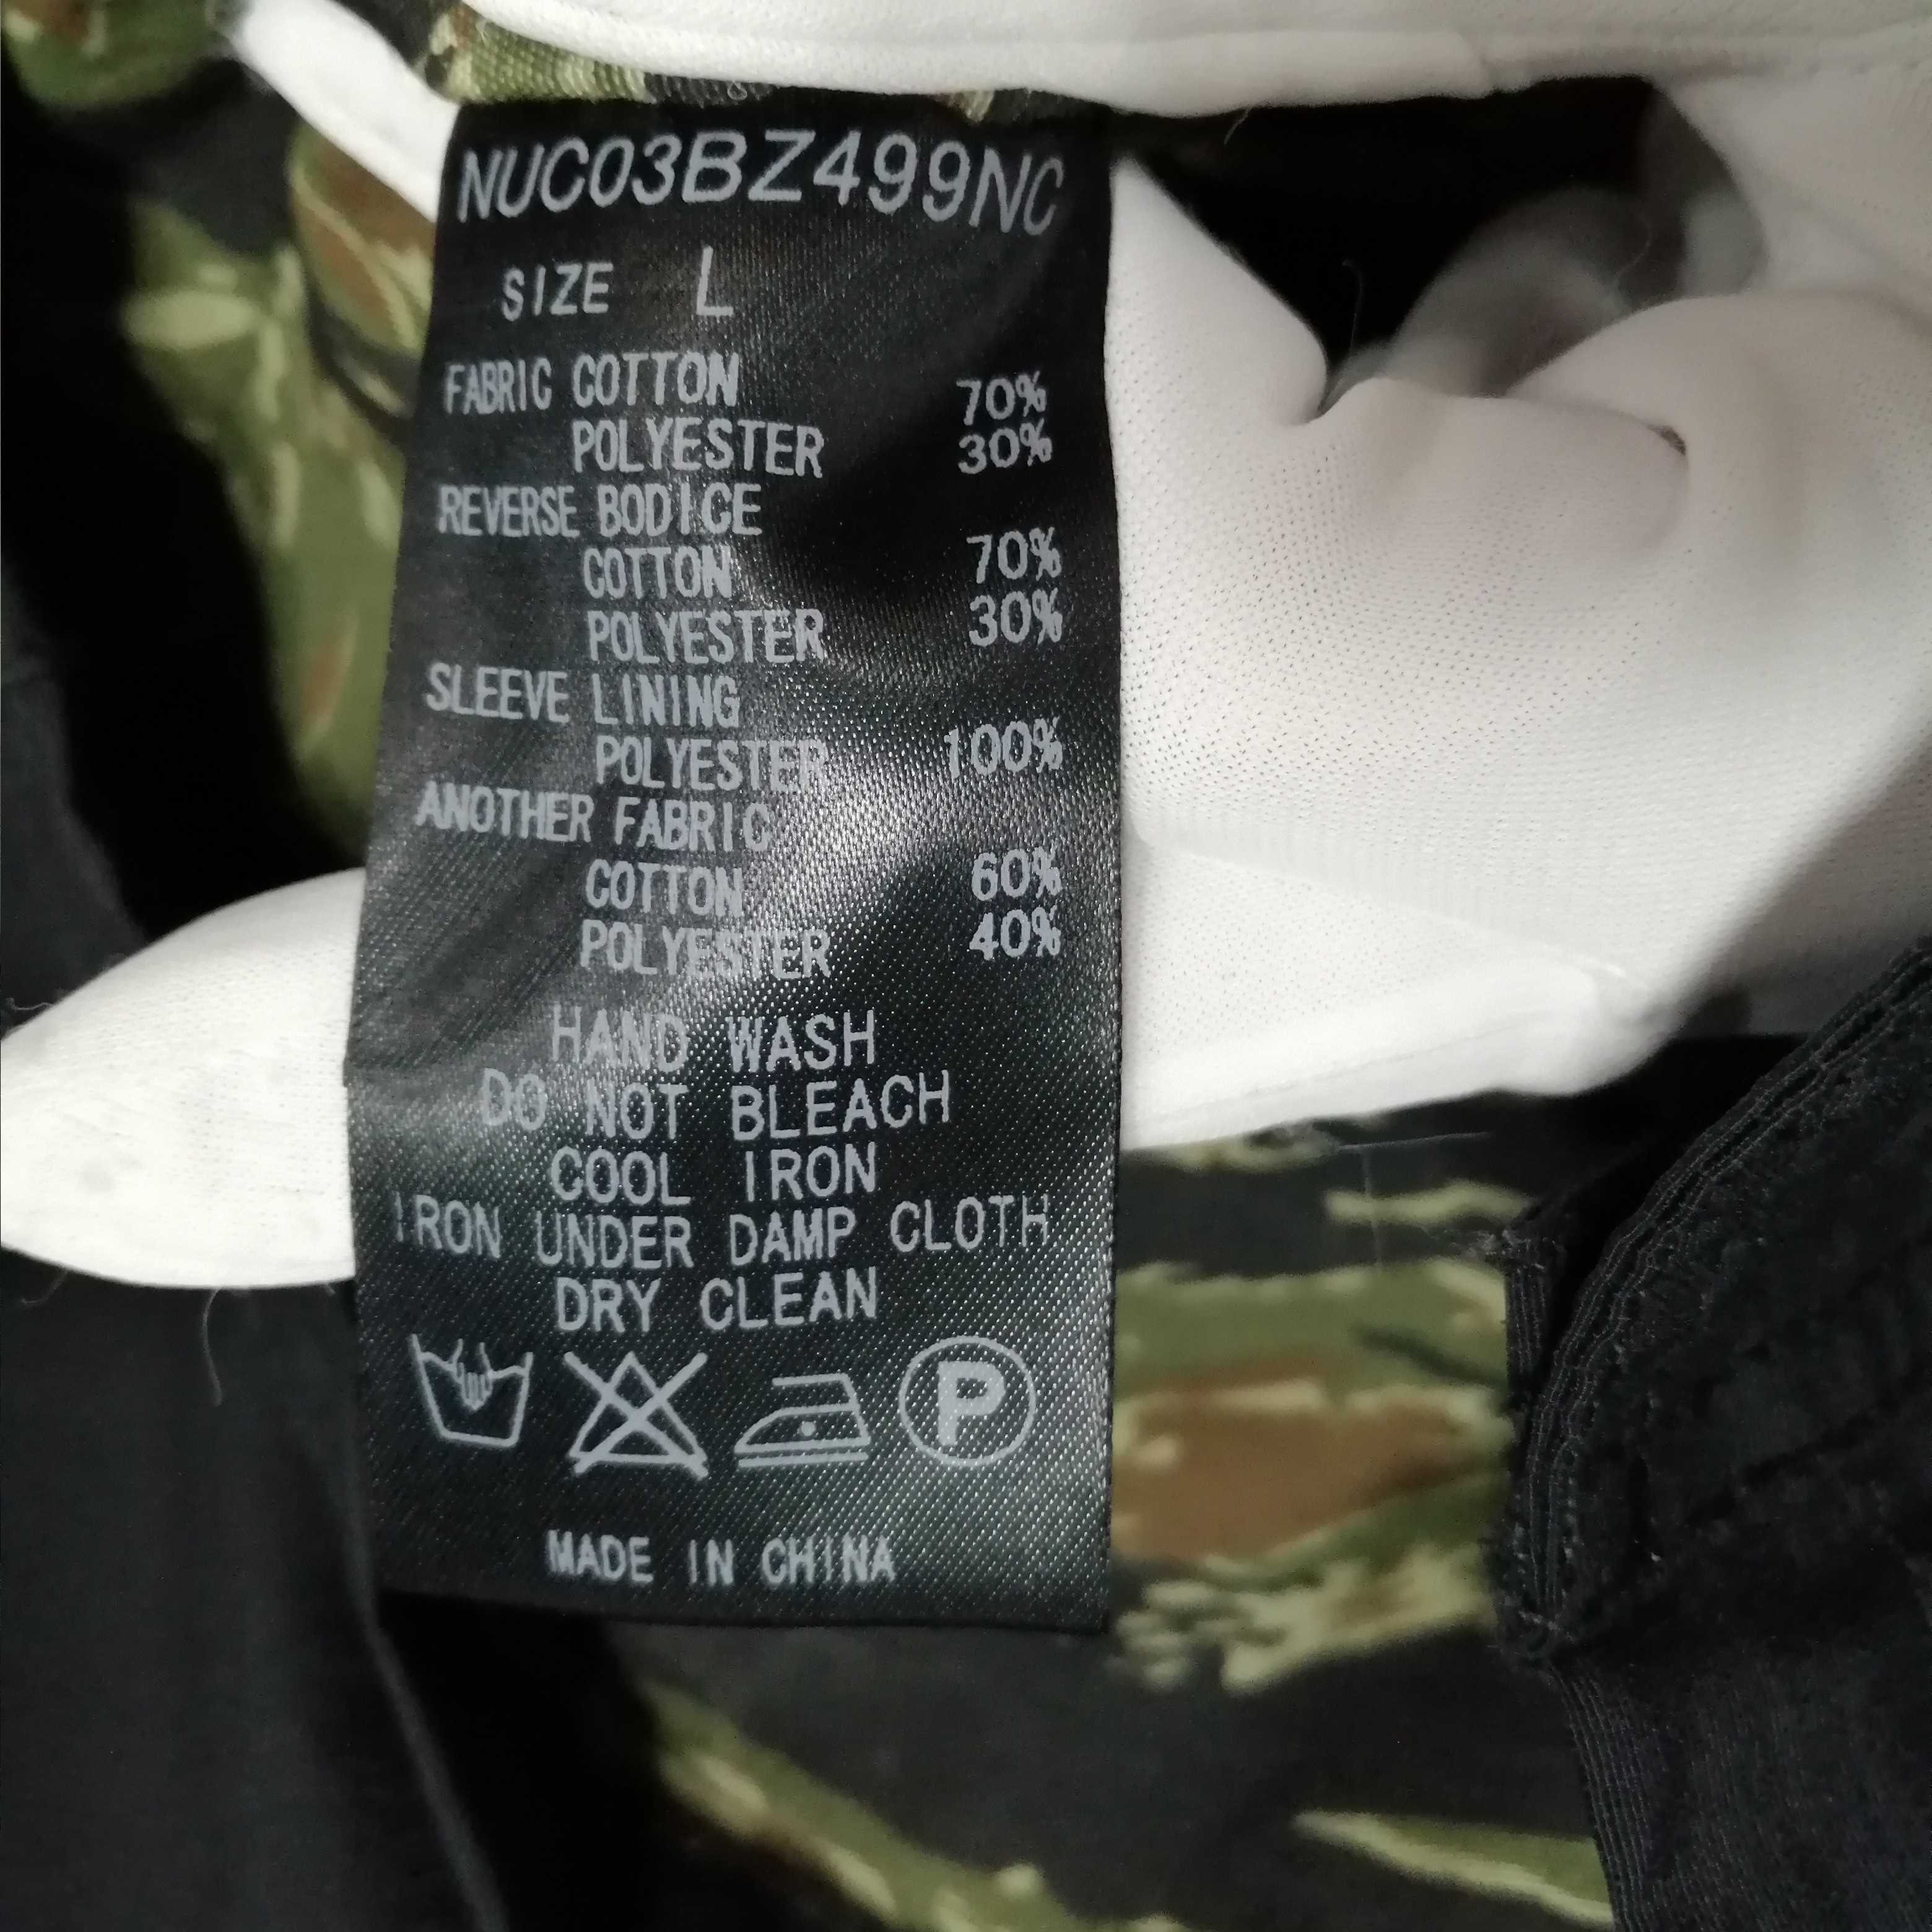 NUC03BZ499NC
SIZE L
FABRIC COTTON 70%
POLYESTER 30%
REVERSE BODICE
COTTON 70%
POLYESTER 30%
SLEEVE LINING
POLYESTER 100%
ANOTHER FABRIC
COTTON 60%
POLYESTER 40%
HAND WASH
DO NOT BLEACH
COOL IRON
IRON UNDER DAMP CLOTH
DRY CLEAN
P
MADE IN CHINA